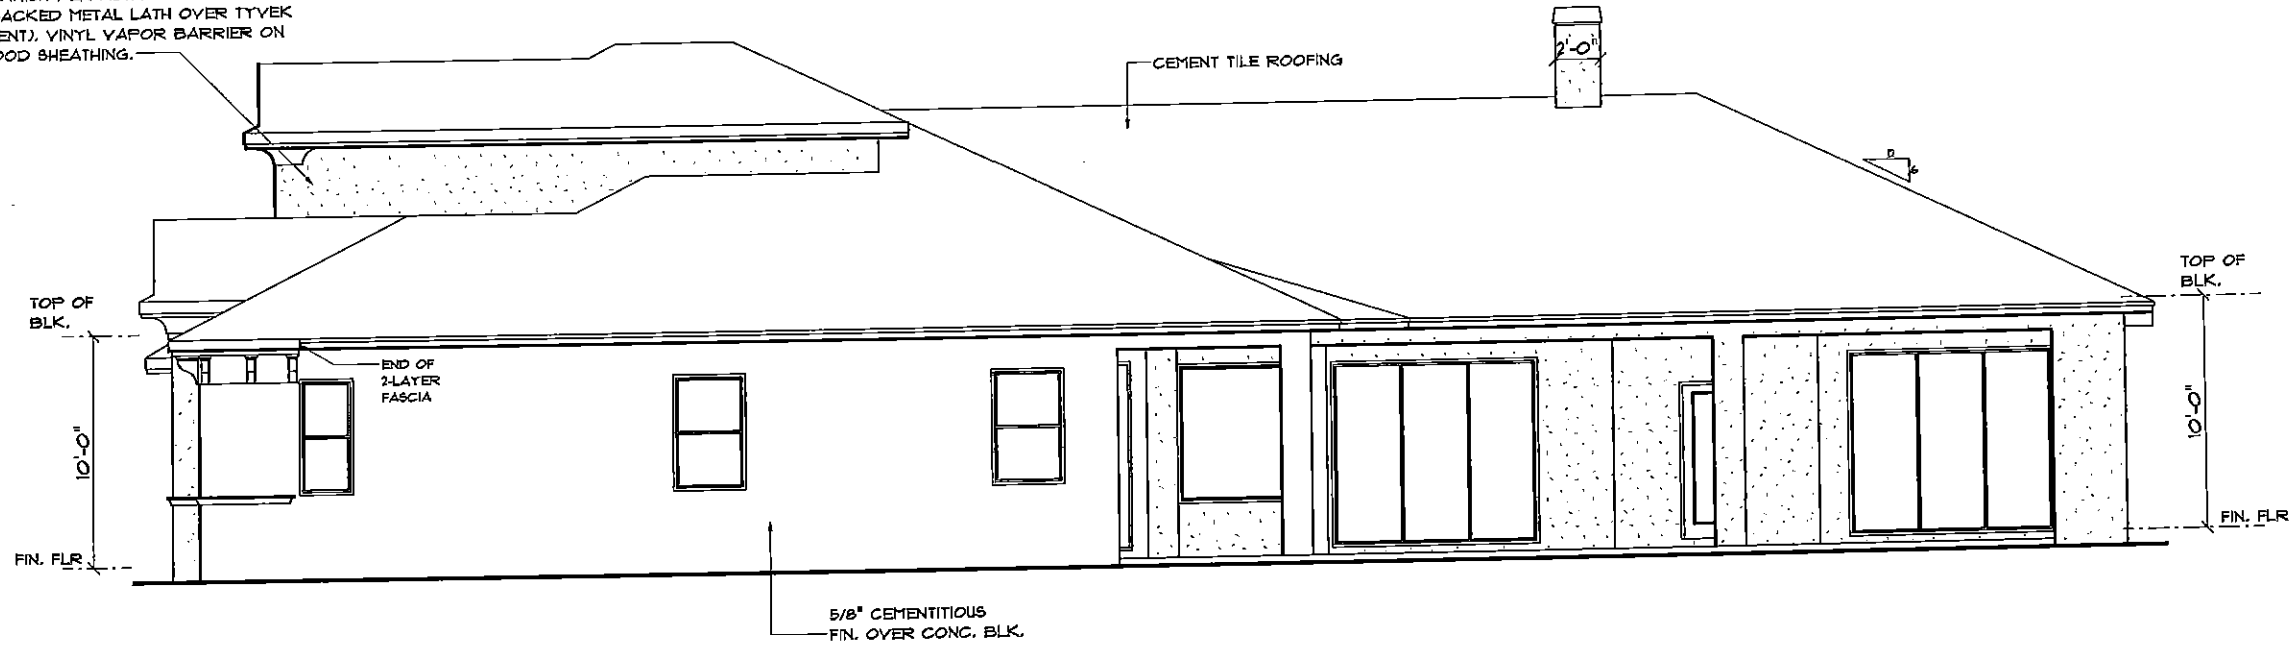 ACKED METAL LATH OVER TYVEK
ENT). VINYL VAPOR BARRIER ON
OOD SHEATHING.
CEMENT TILE ROOFING
2'-0"
6
TOP OF
BLK.
TOP OF
BLK.
END OF
2-LAYER
FASCIA
10'-0"
10'-0"
FIN. FLR
FIN. FLR
5/8" CEMENTITIOUS
FIN. OVER CONC. BLK.